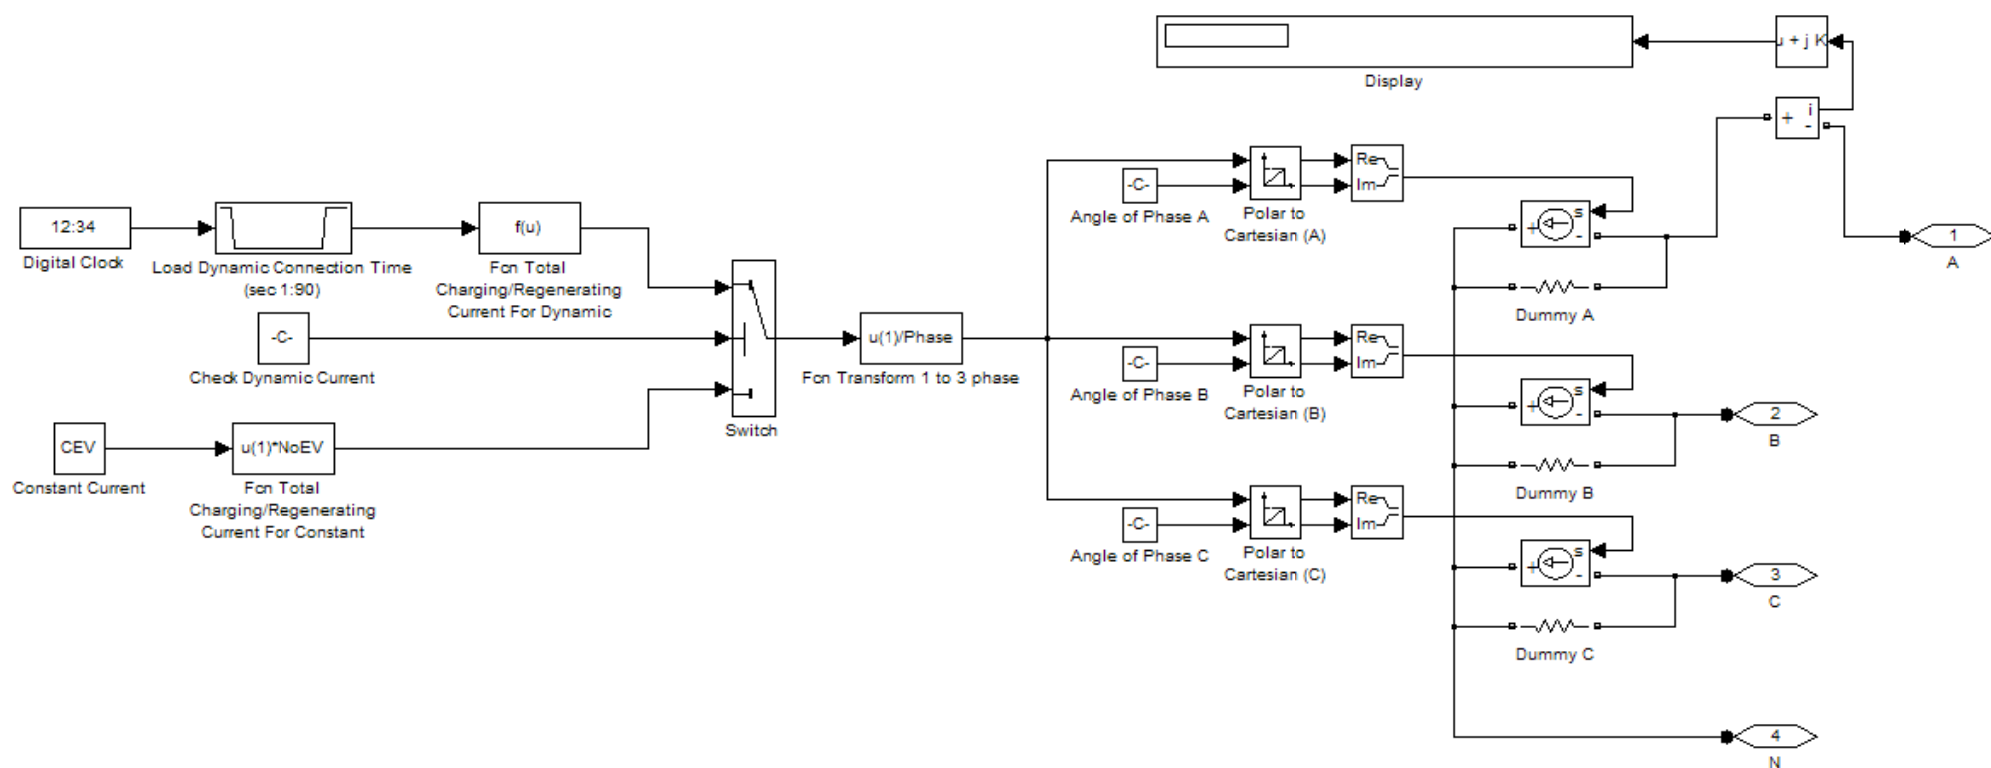 u + j K
Display
i
+
-
Re
Im
-C-
Angle of Phase A
Polar to
Cartesian (A)
s
+
-
1
A
12:34
Digital Clock
Load Dynamic Connection Time
(sec 1:90)
f(u)
Fcn Total
Charging/Regenerating
Current For Dynamic
Dummy A
-C-
Check Dynamic Current
u(1)/Phase
Fcn Transform 1 to 3 phase
Re
Im
-C-
Angle of Phase B
Polar to
Cartesian (B)
s
+
-
2
B
Switch
CEV
Constant Current
u(1)*NoEV
Fcn Total
Charging/Regenerating
Current For Constant
Dummy B
Re
Im
-C-
Angle of Phase C
Polar to
Cartesian (C)
s
+
-
3
C
Dummy C
4
N